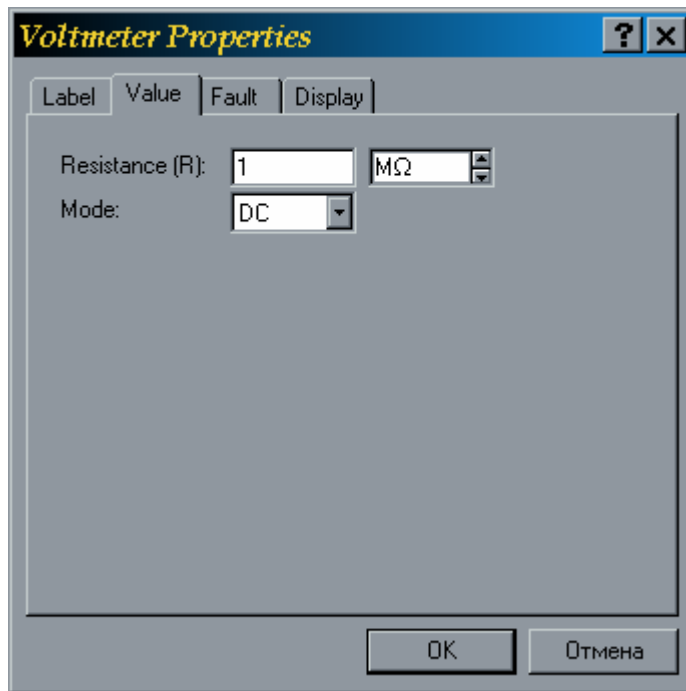 Voltmeter Properties
Label Value Fault Display
Resistance (R): 1 MΩ
Mode: DC
OK Отмена